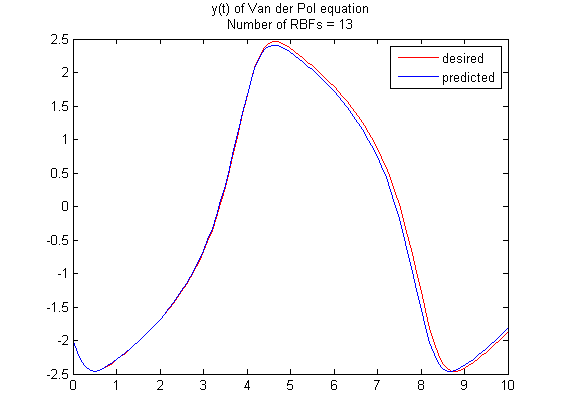 y(t) of Van der Pol equation
Number of RBFs = 13
2.5
2
1.5
1
0.5
0
-0.5
-1
-1.5
-2
-2.5
desired
predicted
0 1 2 3 4 5 6 7 8 9 10